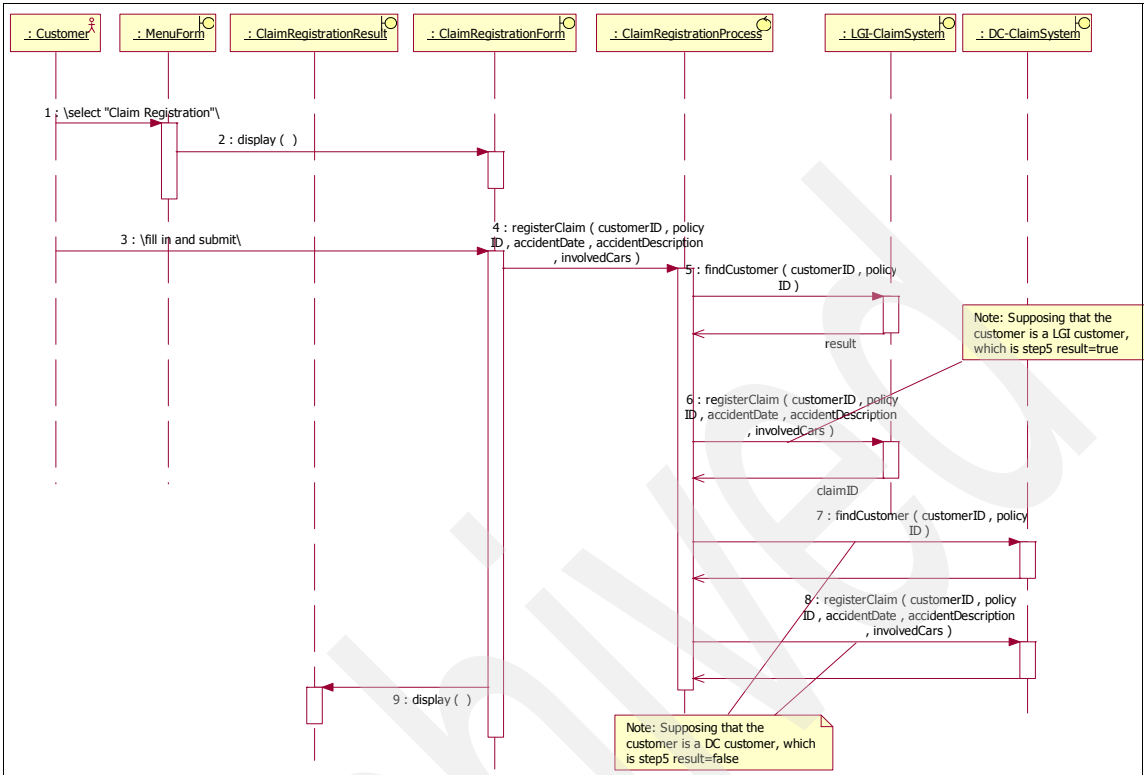 : Customer
: MenuForm
: ClaimRegistrationResult
: ClaimRegistrationForm
: ClaimRegistrationProcess
: LGI-ClaimSystem
: DC-ClaimSystem
1 : \select "Claim Registration"\
2 : display ( )
3 : \fill in and submit\
4 : registerClaim ( customerID , policy
ID , accidentDate , accidentDescription
, involvedCars )
5 : findCustomer ( customerID , policy
ID )
result
Note: Supposing that the
customer is a LGI customer,
which is step5 result=true
6 : registerClaim ( customerID , policy
ID , accidentDate , accidentDescription
, involvedCars )
claimID
7 : findCustomer ( customerID , policy
ID )
8 : registerClaim ( customerID , policy
ID , accidentDate , accidentDescription
, involvedCars )
9 : display ( )
Note: Supposing that the
customer is a DC customer, which
is step5 result=false